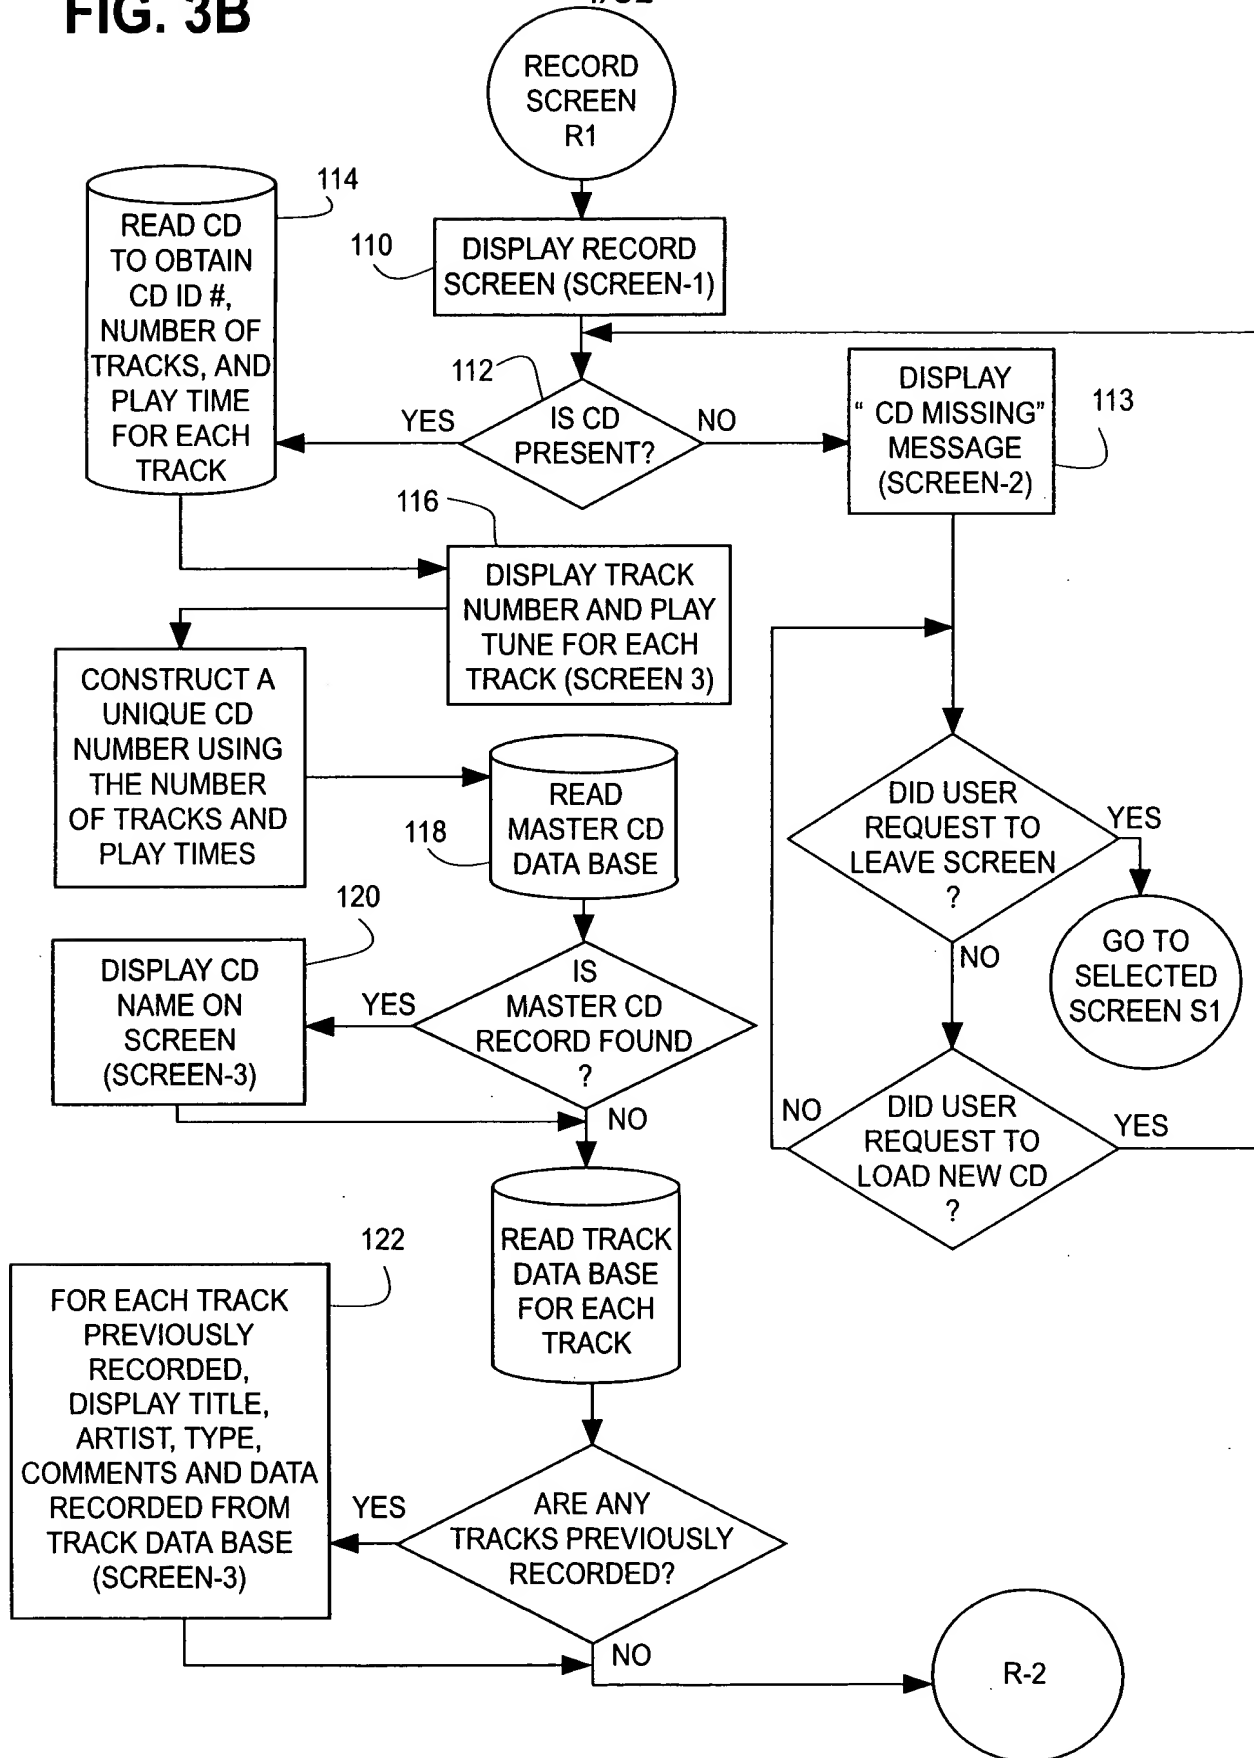 FIG. 3B
RECORD
SCREEN
R1
114
READ CD
TO OBTAIN
CD ID #,
NUMBER OF
TRACKS, AND
PLAY TIME
FOR EACH
TRACK
110
DISPLAY RECORD
SCREEN (SCREEN-1)
112
IS CD
PRESENT?
YES
NO
DISPLAY
“ CD MISSING”
MESSAGE
(SCREEN-2)
113
116
DISPLAY TRACK
NUMBER AND PLAY
TUNE FOR EACH
TRACK (SCREEN 3)
CONSTRUCT A
UNIQUE CD
NUMBER USING
THE NUMBER
OF TRACKS AND
PLAY TIMES
118
READ
MASTER CD
DATA BASE
DID USER
REQUEST TO
LEAVE SCREEN
?
YES
NO
GO TO
SELECTED
SCREEN S1
120
DISPLAY CD
NAME ON
SCREEN
(SCREEN-3)
YES
IS
MASTER CD
RECORD FOUND
?
NO
NO
DID USER
REQUEST TO
LOAD NEW CD
?
YES
READ TRACK
DATA BASE
FOR EACH
TRACK
122
FOR EACH TRACK
PREVIOUSLY
RECORDED,
DISPLAY TITLE,
ARTIST, TYPE,
COMMENTS AND DATA
RECORDED FROM
TRACK DATA BASE
(SCREEN-3)
YES
ARE ANY
TRACKS PREVIOUSLY
RECORDED?
NO
R-2